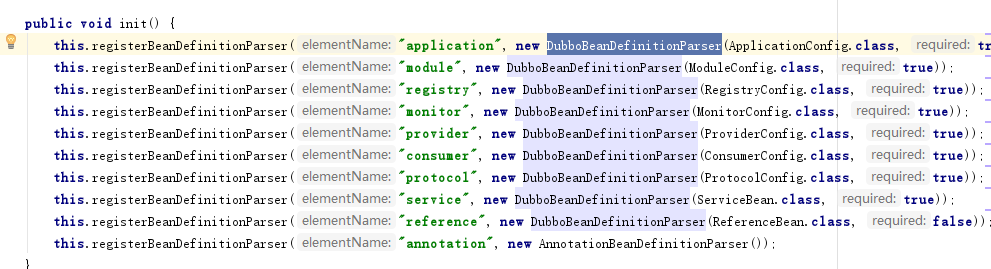 public void init() {
this.registerBeanDefinitionParser( elementName: "application", new DubboBeanDefinitionParser(ApplicationConfig.class, required: tr
this.registerBeanDefinitionParser( elementName: "module", new DubboBeanDefinitionParser(ModuleConfig.class, required: true));
this.registerBeanDefinitionParser( elementName: "registry", new DubboBeanDefinitionParser(RegistryConfig.class, required: true));
this.registerBeanDefinitionParser( elementName: "monitor", new DubboBeanDefinitionParser(MonitorConfig.class, required: true));
this.registerBeanDefinitionParser( elementName: "provider", new DubboBeanDefinitionParser(ProviderConfig.class, required: true));
this.registerBeanDefinitionParser( elementName: "consumer", new DubboBeanDefinitionParser(ConsumerConfig.class, required: true));
this.registerBeanDefinitionParser( elementName: "protocol", new DubboBeanDefinitionParser(ProtocolConfig.class, required: true));
this.registerBeanDefinitionParser( elementName: "service", new DubboBeanDefinitionParser(ServiceBean.class, required: true));
this.registerBeanDefinitionParser( elementName: "reference", new DubboBeanDefinitionParser(ReferenceBean.class, required: false));
this.registerBeanDefinitionParser( elementName: "annotation", new AnnotationBeanDefinitionParser());
}